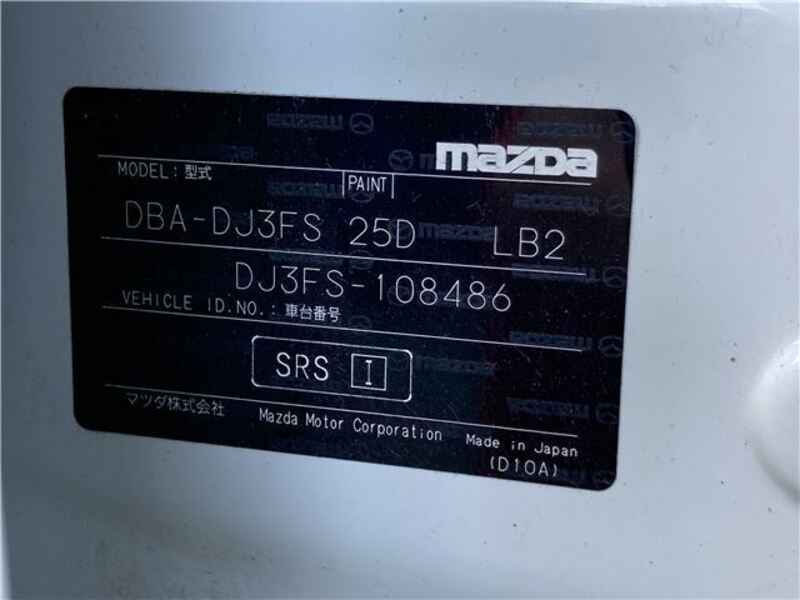 mazda
MODEL : 型式 PAINT
DBA-DJ3FS 25D LB2
DJ3FS-108486
VEHICLE ID.NO.: 車台番号
SRS I
マツダ株式会社 Mazda Motor Corporation Made in Japan
(D10A)